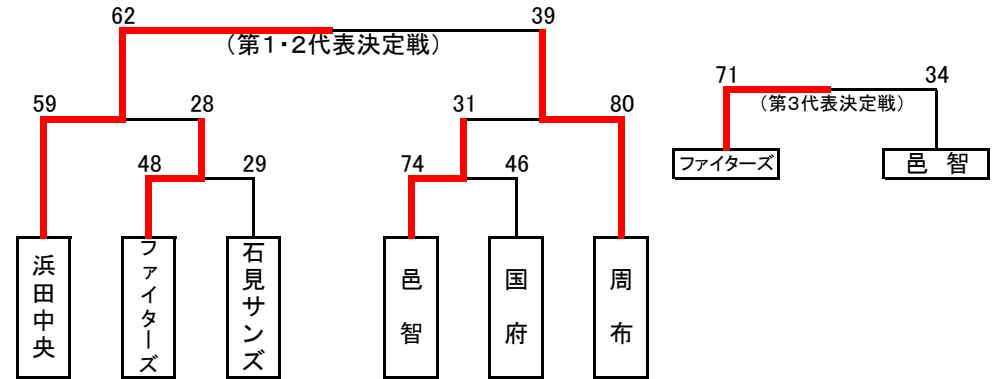 62 39
（第１・２代表決定戦）
59 28 31 80
71 34
（第３代表決定戦）
48 29 74 46
ファイターズ 邑智
浜田中央
ファイターズ
石見サンズ
邑智
国府
周布